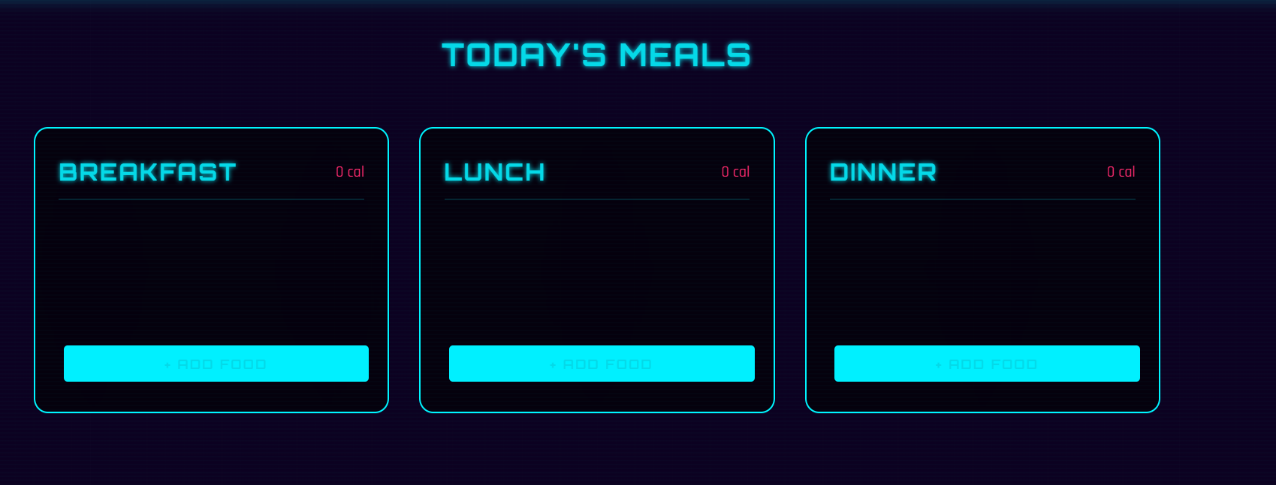 TODAY'S MEALS
BREAKFAST 0 cal
LUNCH 0 cal
DINNER 0 cal
+ ADD FOOD
+ ADD FOOD
+ ADD FOOD